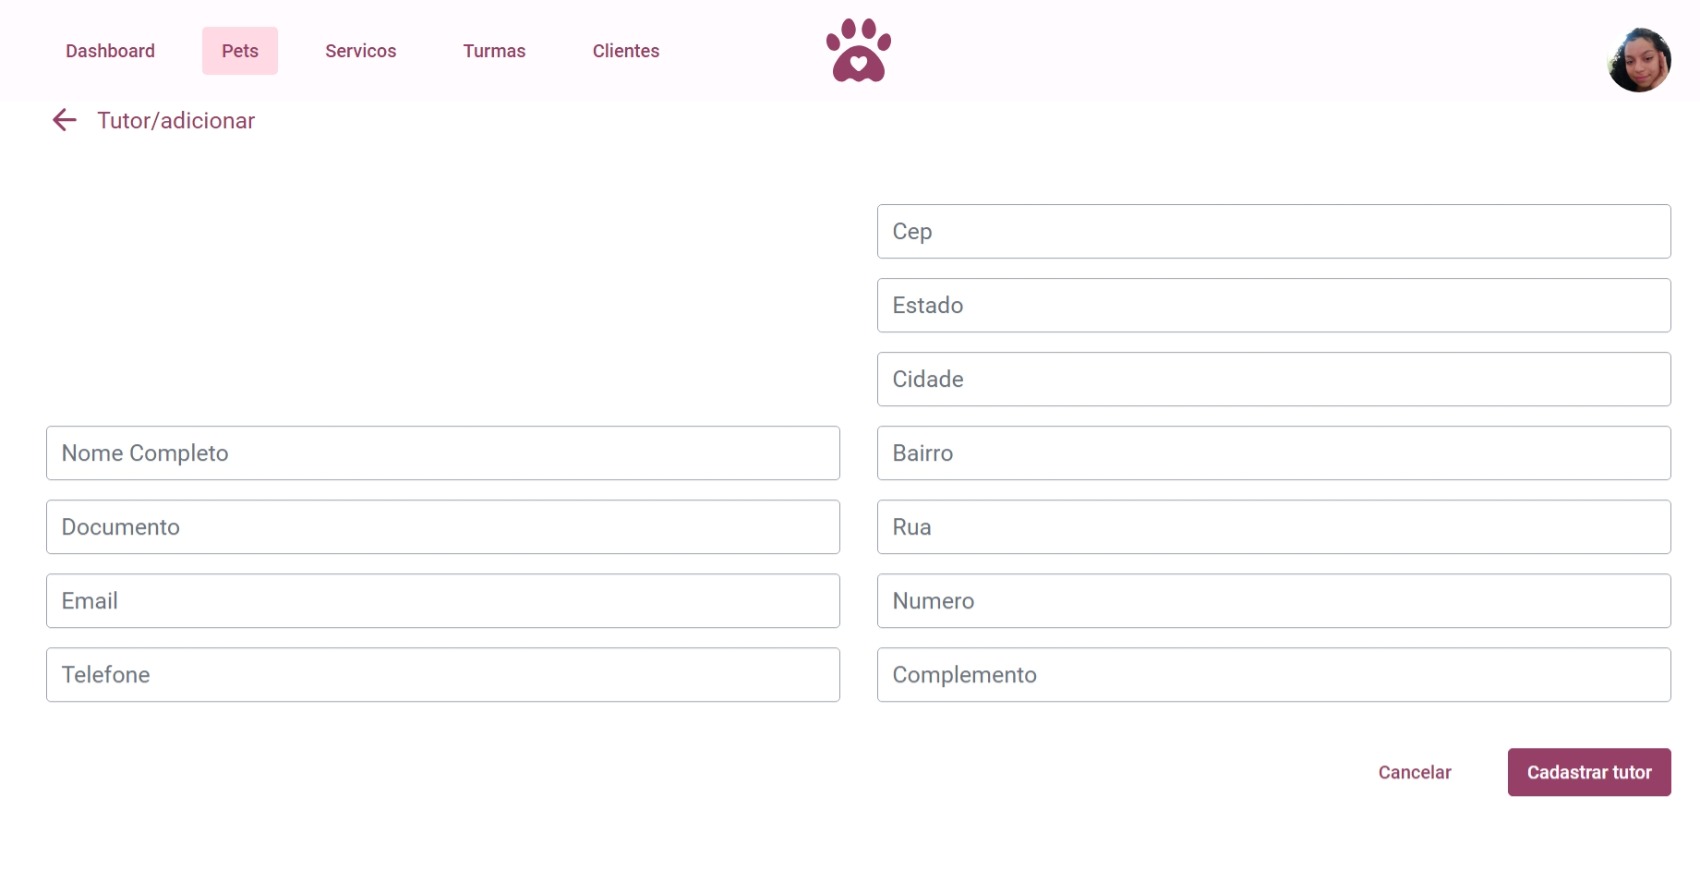 Dashboard
Pets
Servicos
Turmas
Clientes
Tutor/adicionar
Nome Completo
Documento
Email
Telefone
Cep
Estado
Cidade
Bairro
Rua
Numero
Complemento
Cancelar
Cadastrar tutor